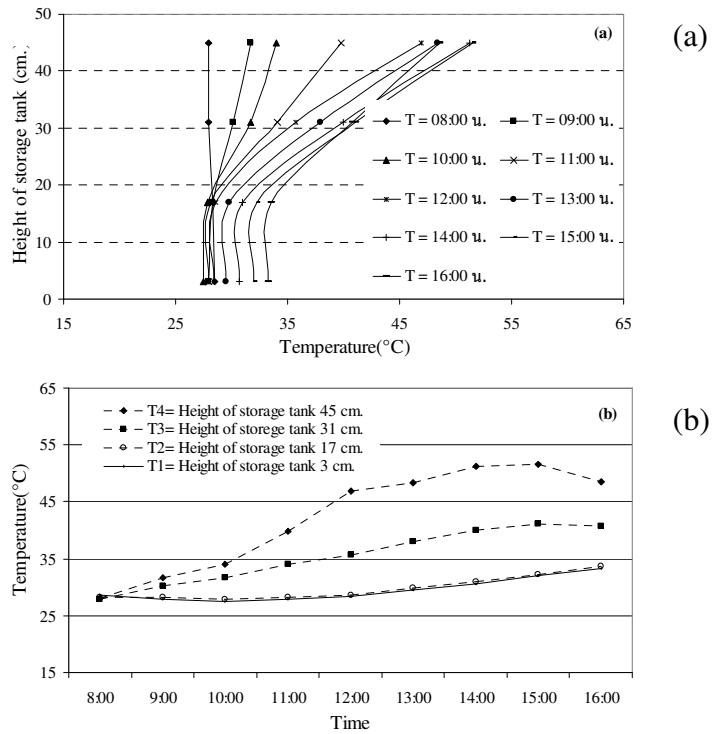 50
40
30
20
10
0
Height of storage tank (cm.)
(a)
(a)
T = 08:00 น.
T = 09:00 น.
T = 10:00 น.
T = 11:00 น.
T = 12:00 น.
T = 13:00 น.
T = 14:00 น.
T = 15:00 น.
T = 16:00 น.
15 25 35 45 55 65
Temperature(°C)
65
55
45
35
25
15
Temperature(°C)
T4= Height of storage tank 45 cm.
T3= Height of storage tank 31 cm.
T2= Height of storage tank 17 cm.
T1= Height of storage tank 3 cm.
(b)
(b)
8:00 9:00 10:00 11:00 12:00 13:00 14:00 15:00 16:00
Time